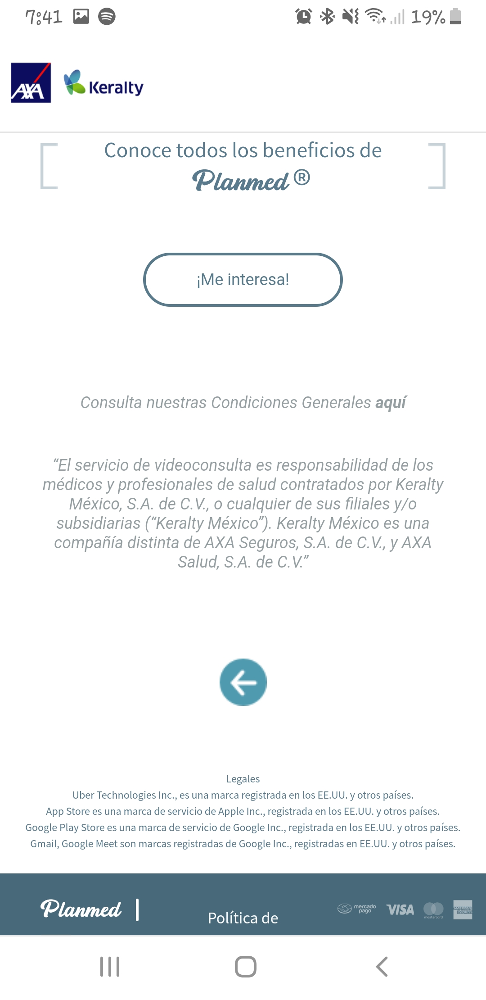 7:41
19%
AXA
Keralty
Conoce todos los beneficios de
Planmed ®
¡Me interesa!
Consulta nuestras Condiciones Generales aquí
“El servicio de videoconsulta es responsabilidad de los
médicos y profesionales de salud contratados por Keralty
México, S.A. de C.V., o cualquier de sus filiales y/o
subsidiarias (“Keralty México”). Keralty México es una
compañía distinta de AXA Seguros, S.A. de C.V., y AXA
Salud, S.A. de C.V.”
Legales
Uber Technologies Inc., es una marca registrada en los EE.UU. y otros países.
App Store es una marca de servicio de Apple Inc., registrada en los EE.UU. y otros países.
Google Play Store es una marca de servicio de Google Inc., registrada en los EE.UU. y otros países.
Gmail, Google Meet son marcas registradas de Google Inc., registradas en EE.UU. y otros países.
Planmed
Política de
mercado
pago
VISA
mastercard
AMERICAN
EXPRESS